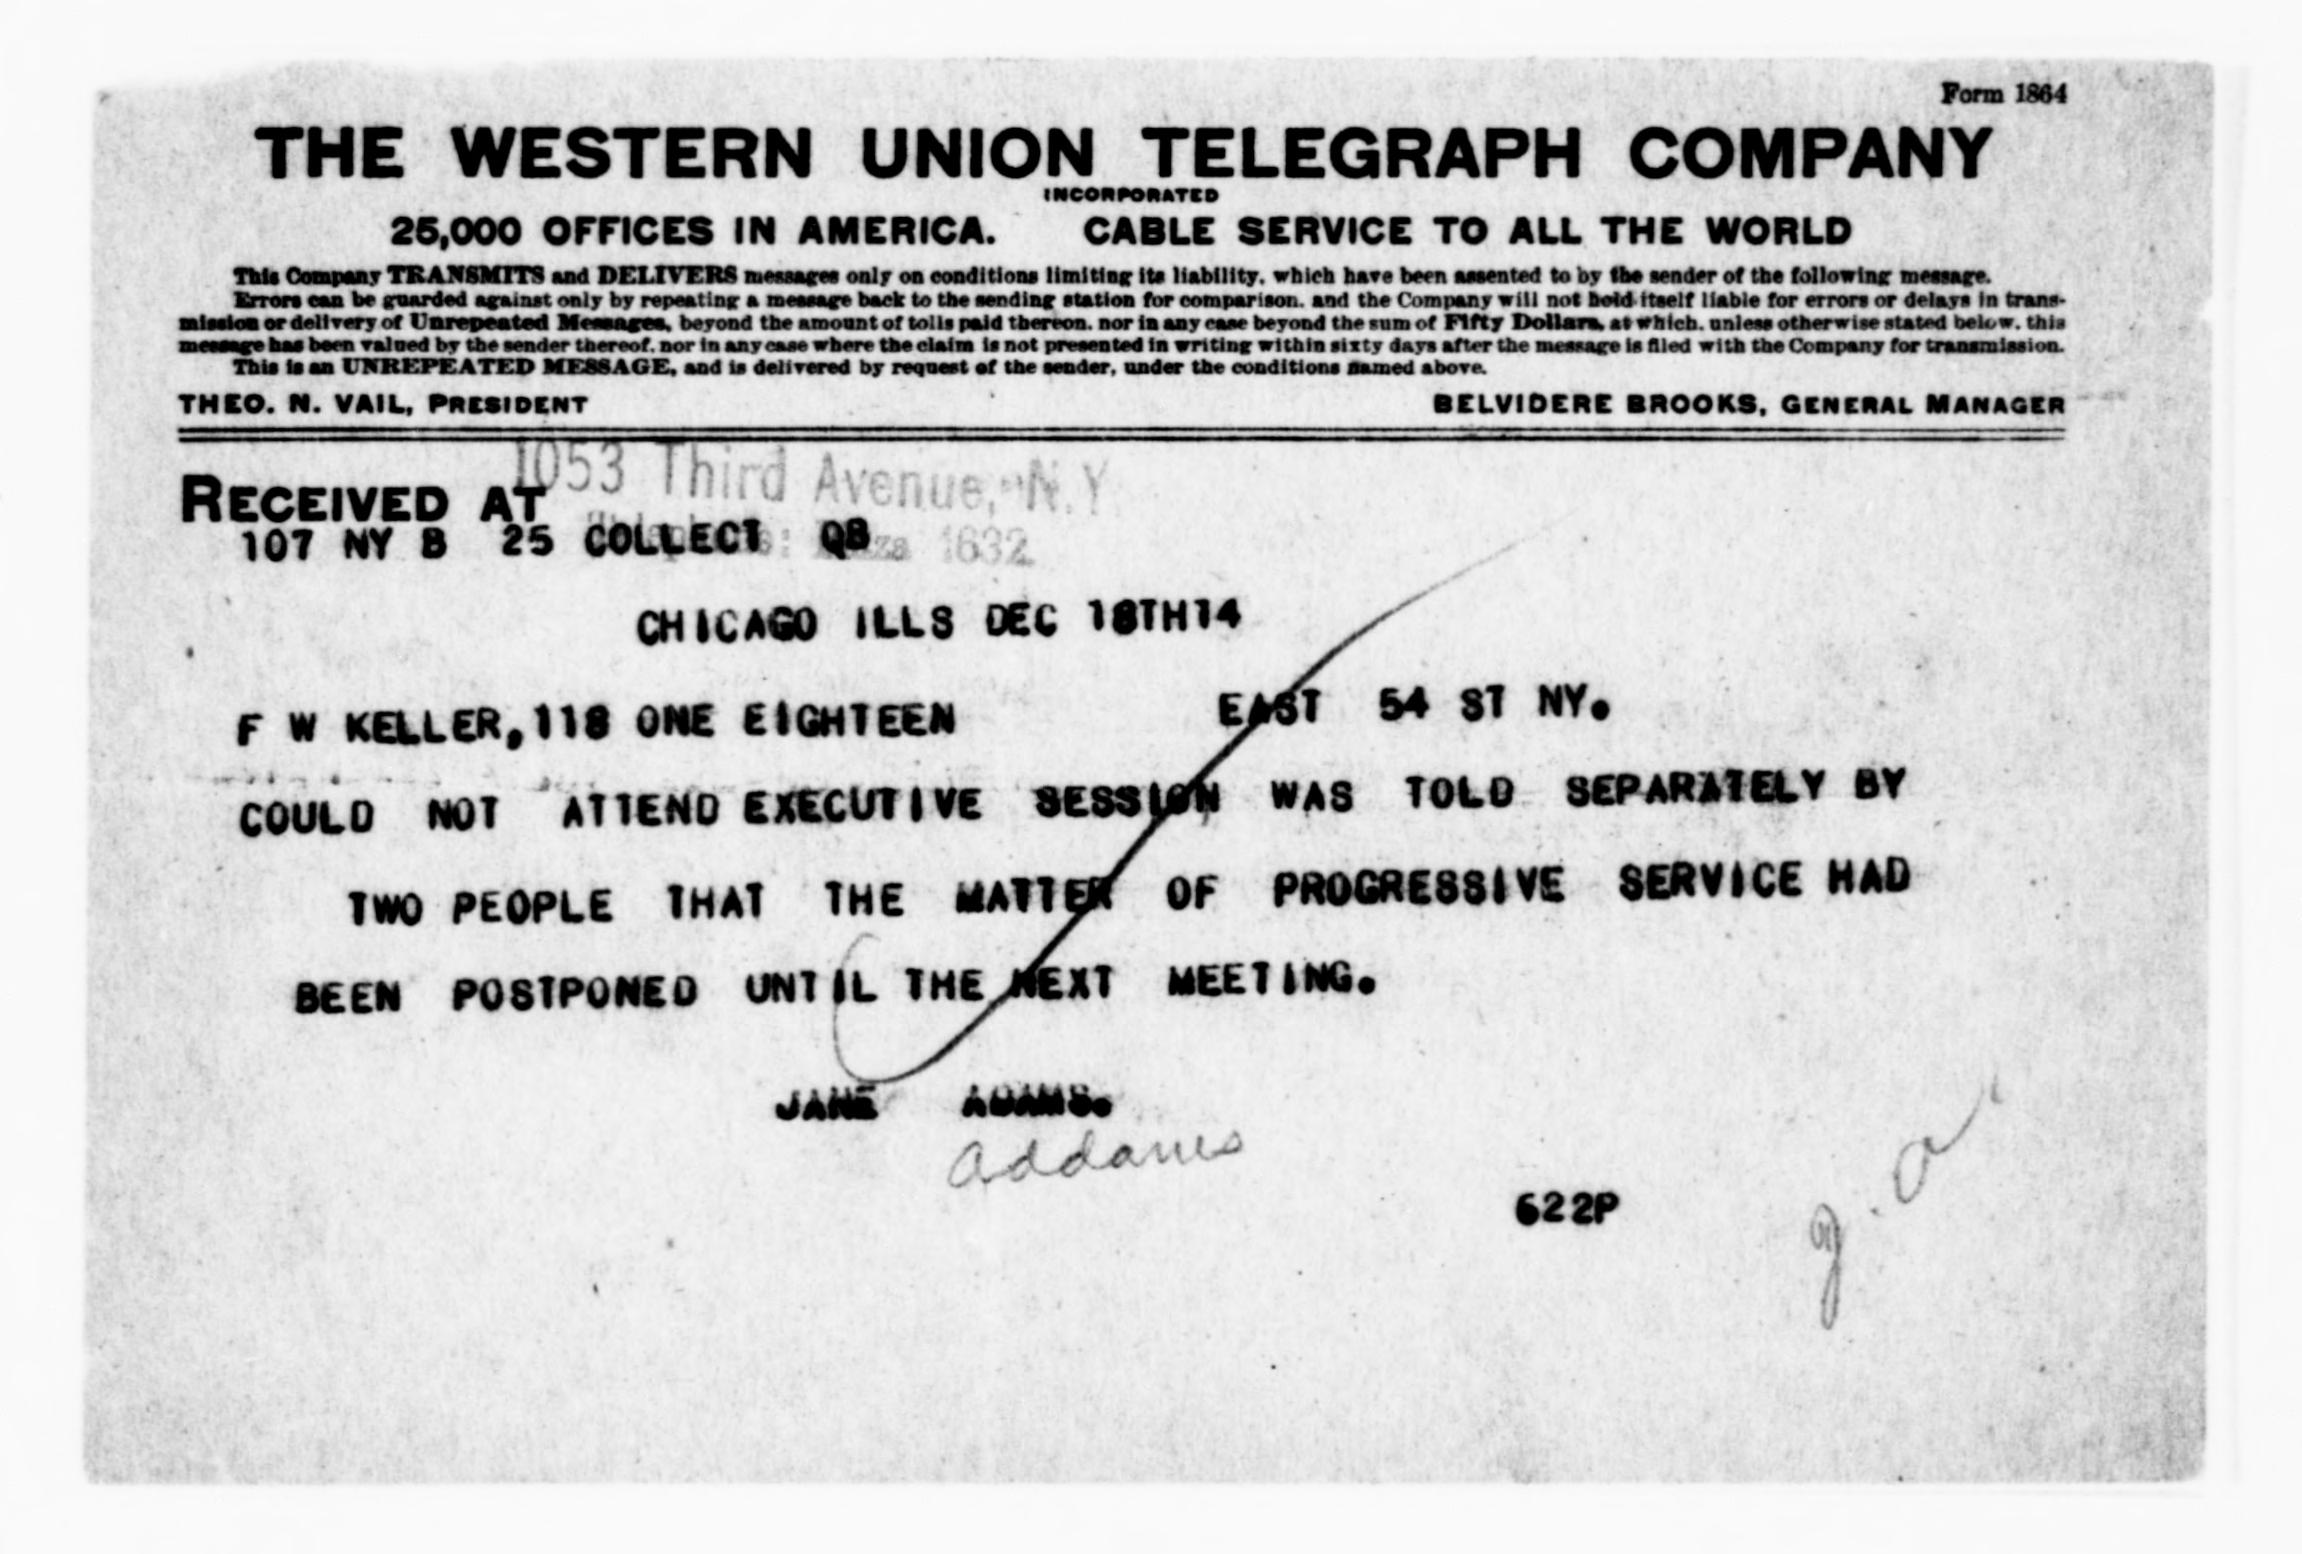 Form 1864
THE WESTERN UNION TELEGRAPH COMPANY
INCORPORATED
25,000 OFFICES IN AMERICA. CABLE SERVICE TO ALL THE WORLD
This Company TRANSMITS and DELIVERS messages only on conditions limiting its liability, which have been assented to by the sender of the following message.
Errors can be guarded against only by repeating a message back to the sending station for comparison, and the Company will not hold itself liable for errors or delays in trans-
mission or delivery of Unrepeated Messages, beyond the amount of tolls paid thereon, nor in any case beyond the sum of Fifty Dollars, at which, unless otherwise stated below, this
message has been valued by the sender thereof, nor in any case where the claim is not presented in writing within sixty days after the message is filed with the Company for transmission.
This is an UNREPEATED MESSAGE, and is delivered by request of the sender, under the conditions named above.
THEO. N. VAIL, PRESIDENT BELVIDERE BROOKS, GENERAL MANAGER
1053 Third Avenue, N.Y
RECEIVED AT
107 NY B 25 COLLECT QB 1632
CHICAGO ILLS DEC 18TH14
F W KELLER, 118 ONE EIGHTEEN EAST 54 ST NY.
COULD NOT ATTEND EXECUTIVE SESSION WAS TOLD SEPARATELY BY
TWO PEOPLE THAT THE MATTER OF PROGRESSIVE SERVICE HAD
BEEN POSTPONED UNTIL THE NEXT MEETING.
JANE ADAMS.
Addams
622P
J. A